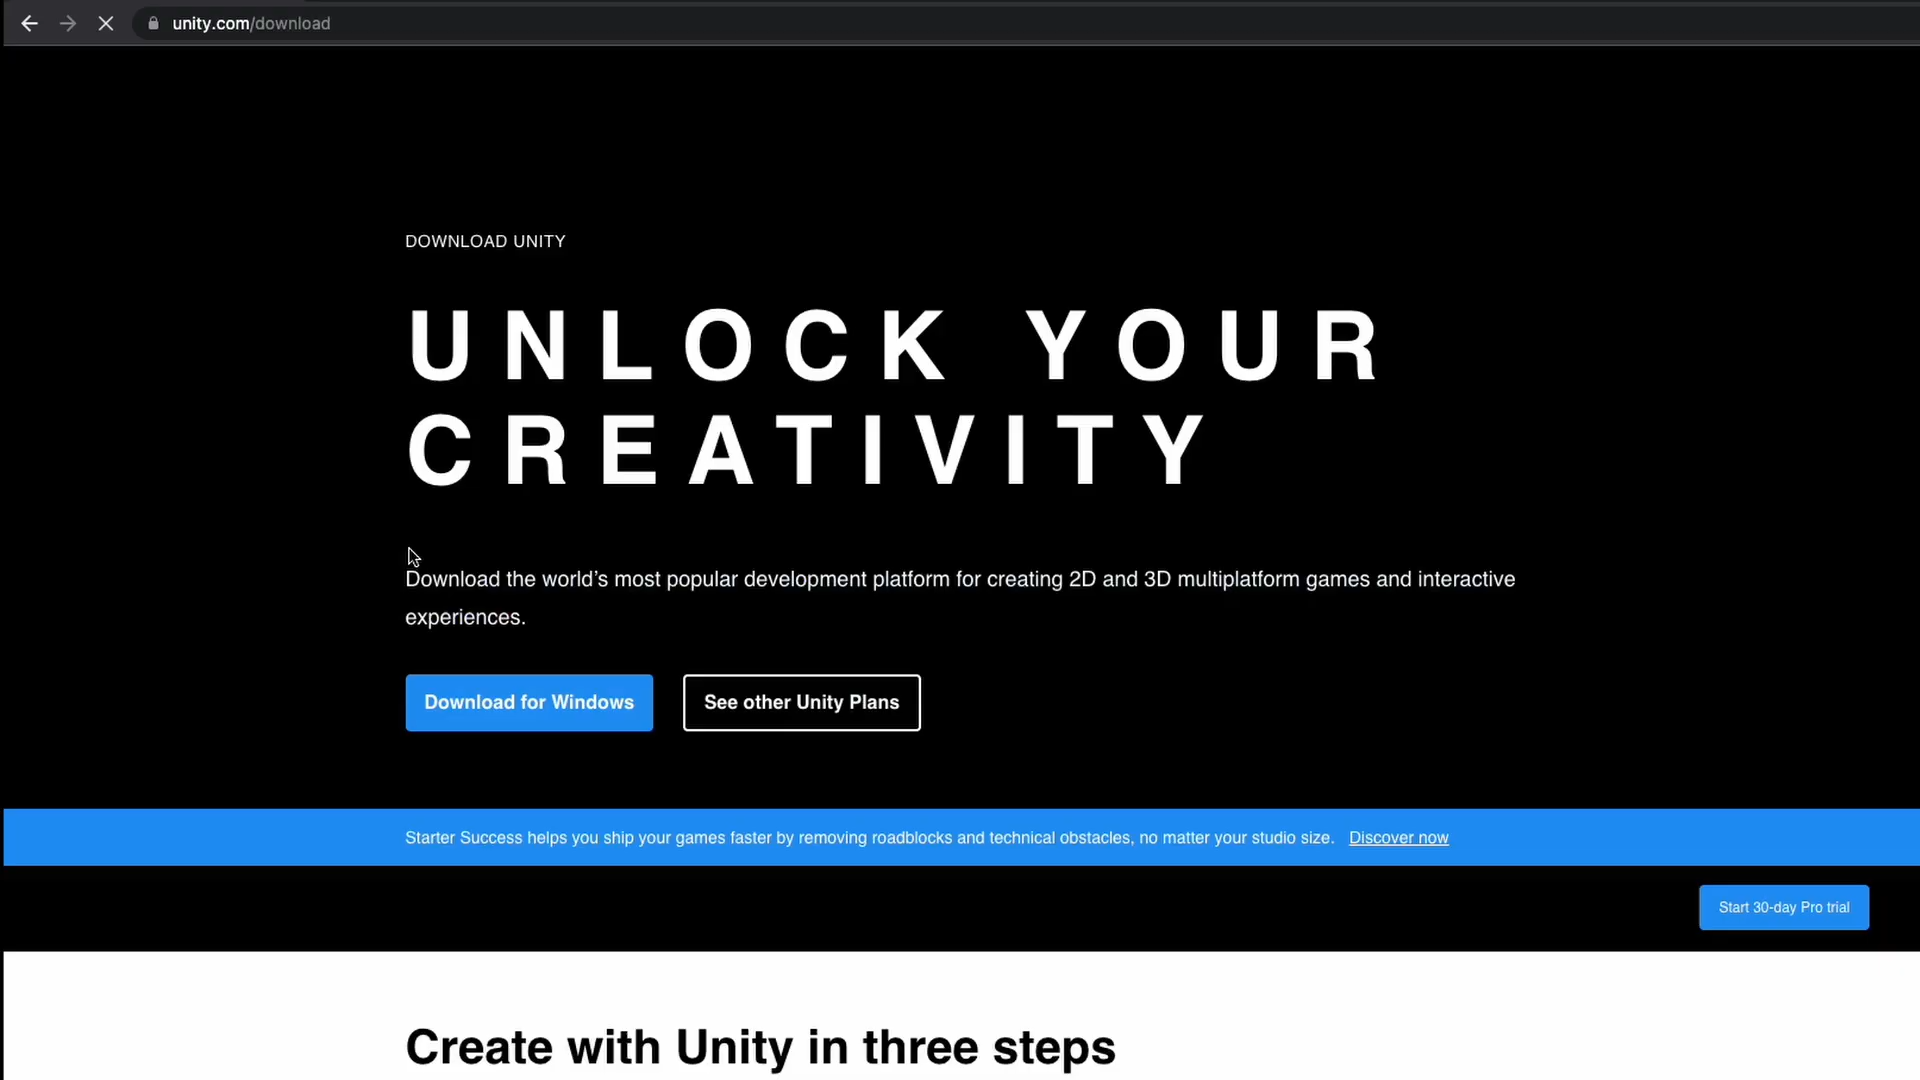 unity.com/download
DOWNLOAD UNITY
UNLOCK YOUR
CREATIVITY
Download the world’s most popular development platform for creating 2D and 3D multiplatform games and interactive
experiences.
Download for Windows
See other Unity Plans
Starter Success helps you ship your games faster by removing roadblocks and technical obstacles, no matter your studio size. Discover now
Start 30-day Pro trial
Create with Unity in three steps